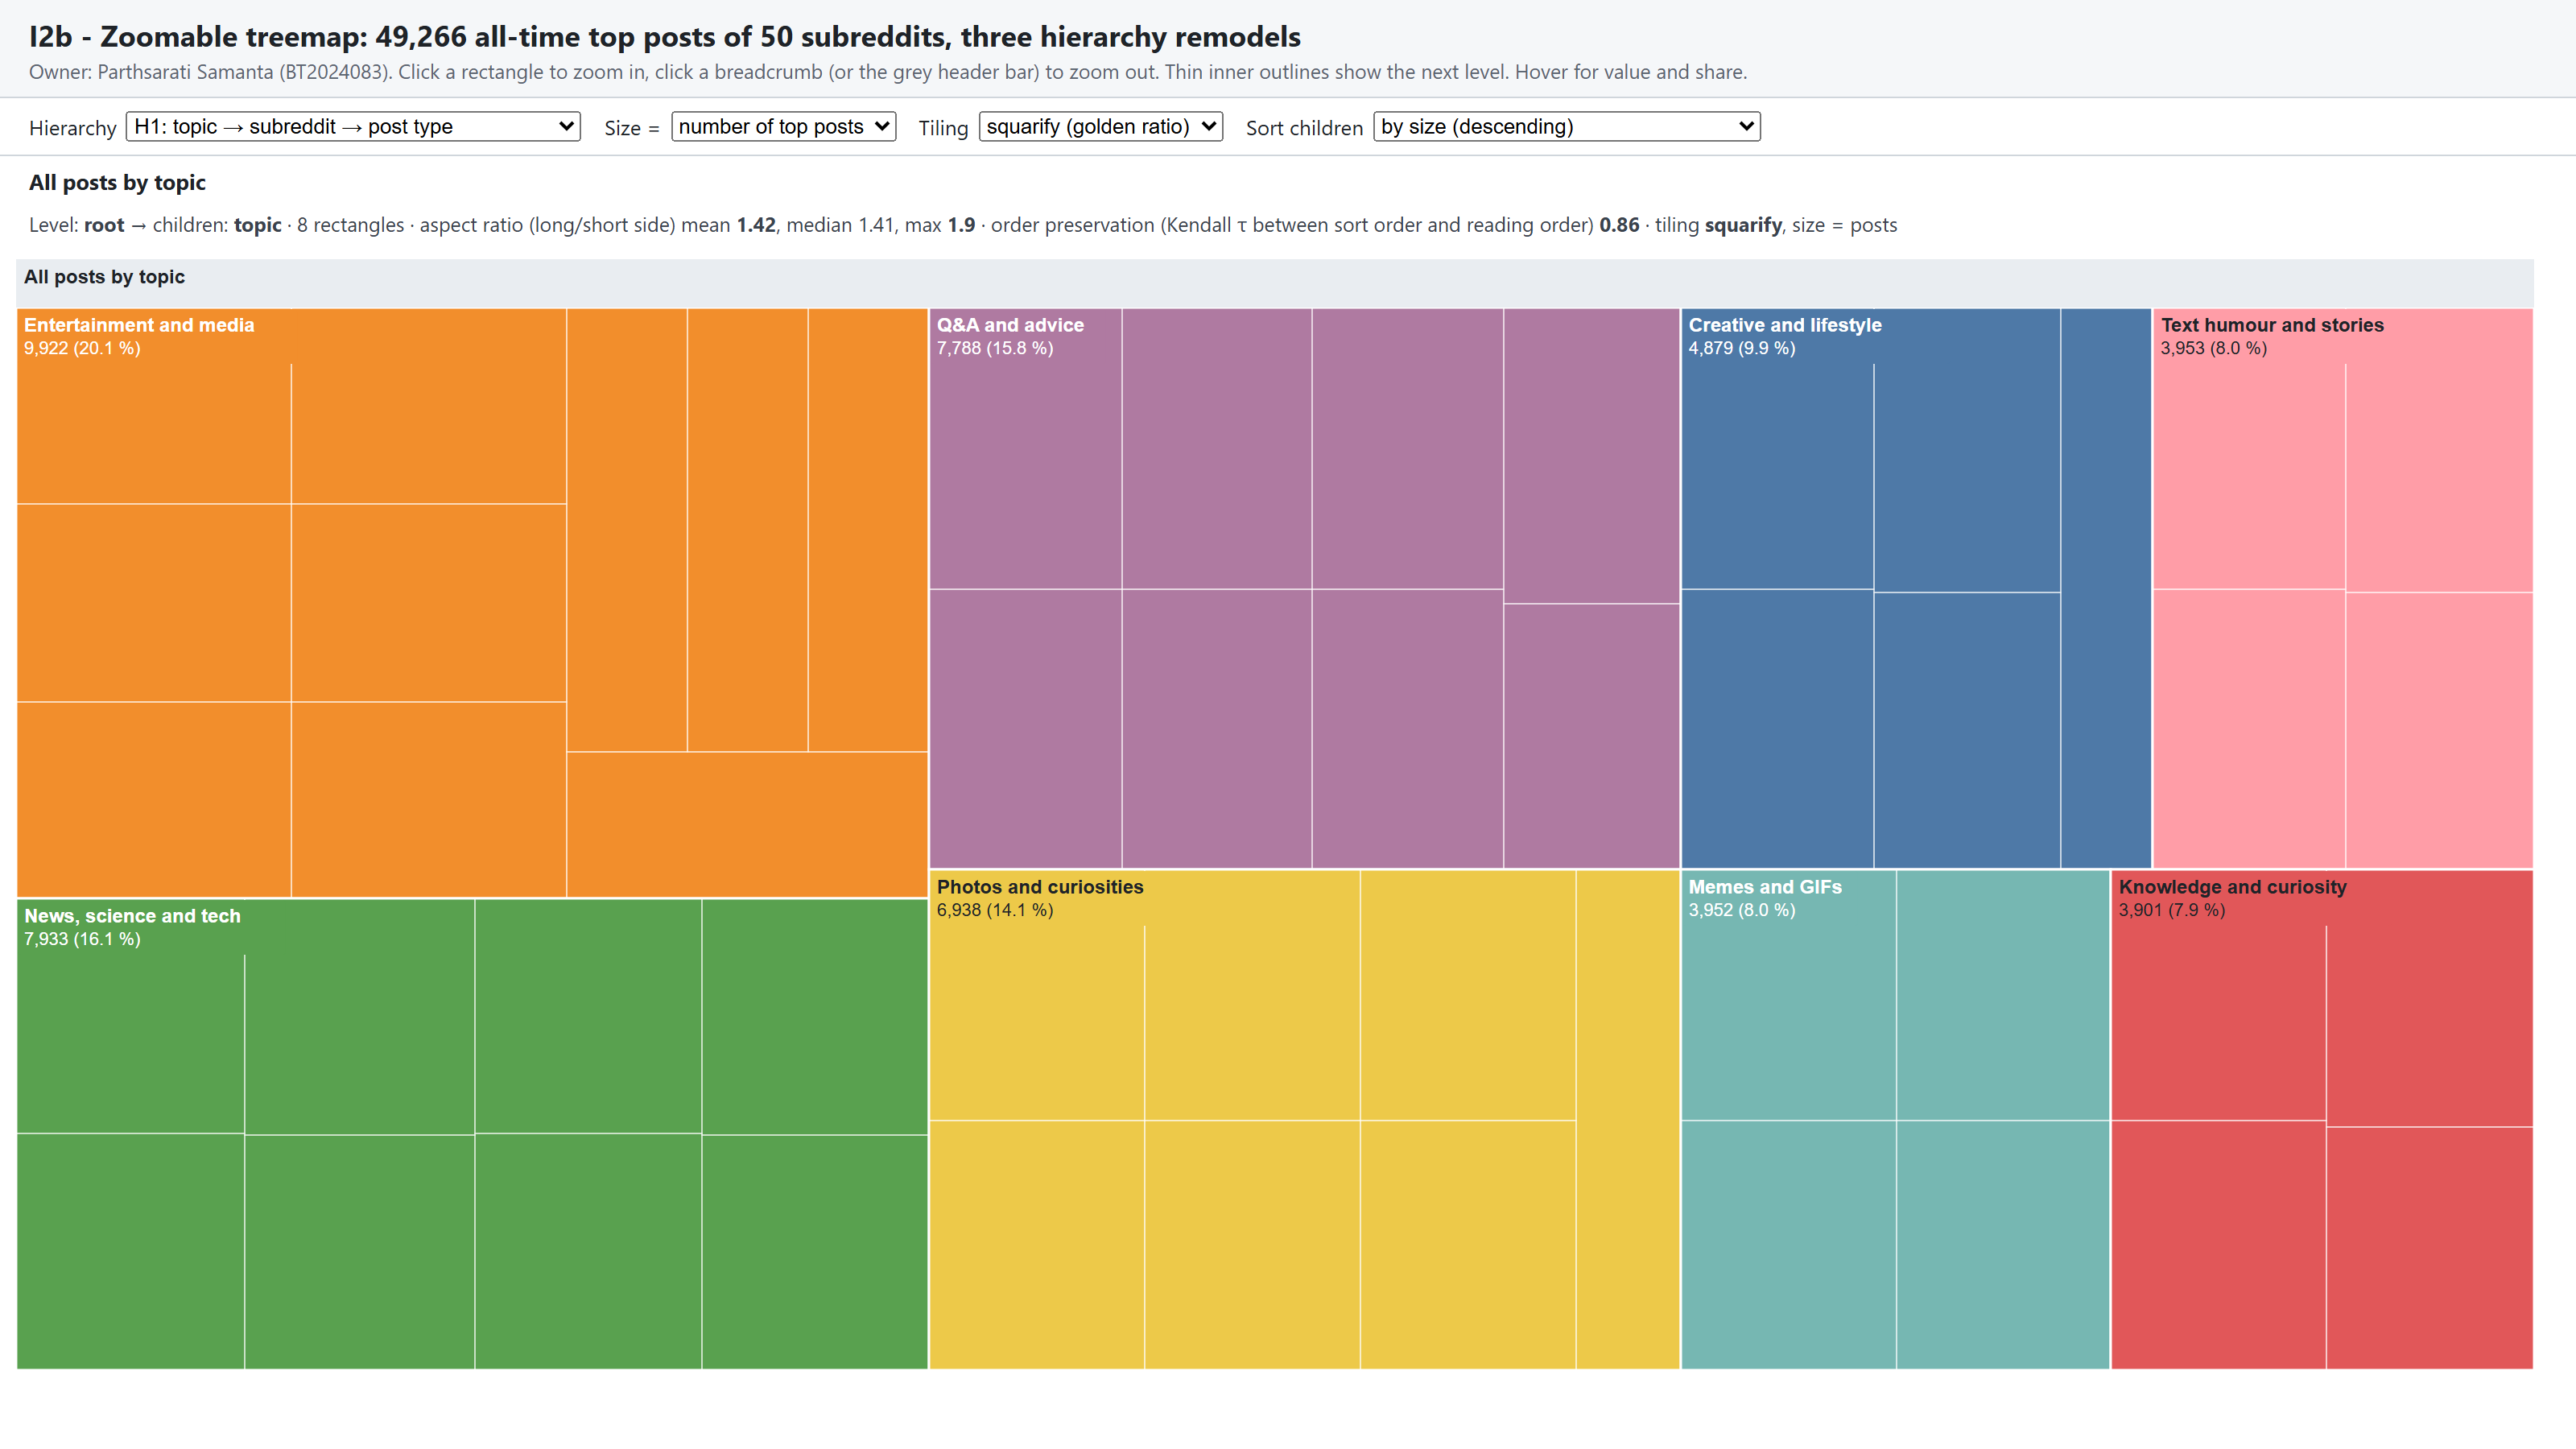 I2b - Zoomable treemap: 49,266 all-time top posts of 50 subreddits, three hierarchy remodels
Owner: Parthsarati Samanta (BT2024083). Click a rectangle to zoom in, click a breadcrumb (or the grey header bar) to zoom out. Thin inner outlines show the next level. Hover for value and share.
Hierarchy H1: topic → subreddit → post type Size = number of top posts Tiling squarify (golden ratio) Sort children by size (descending)
All posts by topic
Level: root → children: topic · 8 rectangles · aspect ratio (long/short side) mean 1.42, median 1.41, max 1.9 · order preservation (Kendall τ between sort order and reading order) 0.86 · tiling squarify, size = posts
All posts by topic
Entertainment and media
9,922 (20.1 %)
Q&A and advice
7,788 (15.8 %)
Creative and lifestyle
4,879 (9.9 %)
Text humour and stories
3,953 (8.0 %)
News, science and tech
7,933 (16.1 %)
Photos and curiosities
6,938 (14.1 %)
Memes and GIFs
3,952 (8.0 %)
Knowledge and curiosity
3,901 (7.9 %)